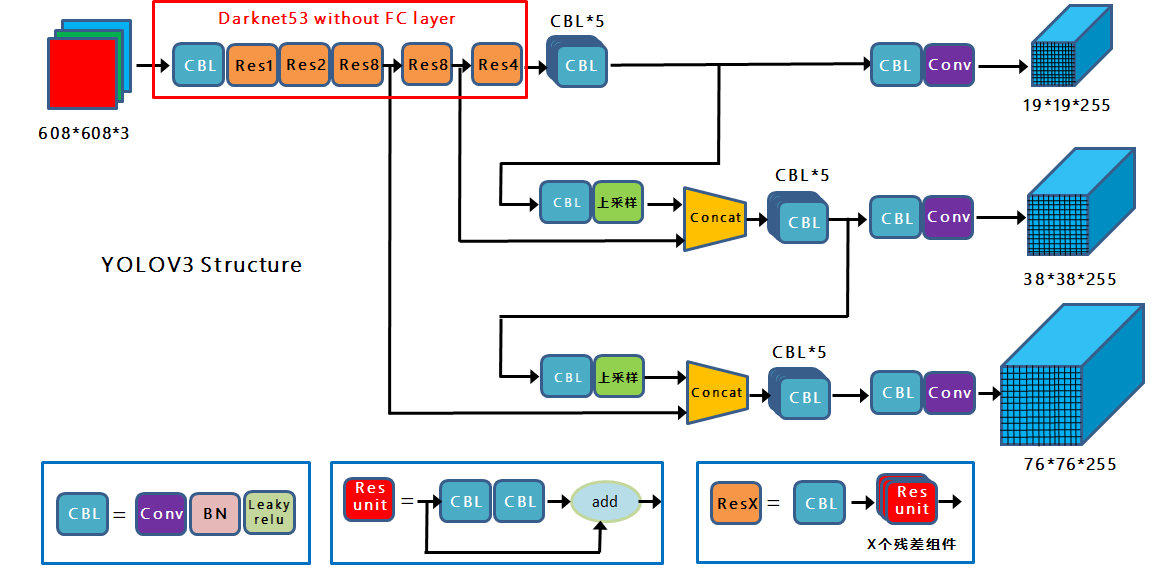 Darknet53 without FC layer
CBL*5
CBL
Res1
Res2
Res8
Res8
Res4
CBL
CBL
Conv
608*608*3
19*19*255
CBL*5
CBL
上采样
Concat
CBL
CBL
Conv
YOLOV3 Structure
38*38*255
CBL*5
CBL
上采样
Concat
CBL
CBL
Conv
76*76*255
CBL
=
Conv
BN
Leaky
relu
Res
unit
=
CBL
CBL
add
ResX
=
CBL
Res
unit
X个残差组件